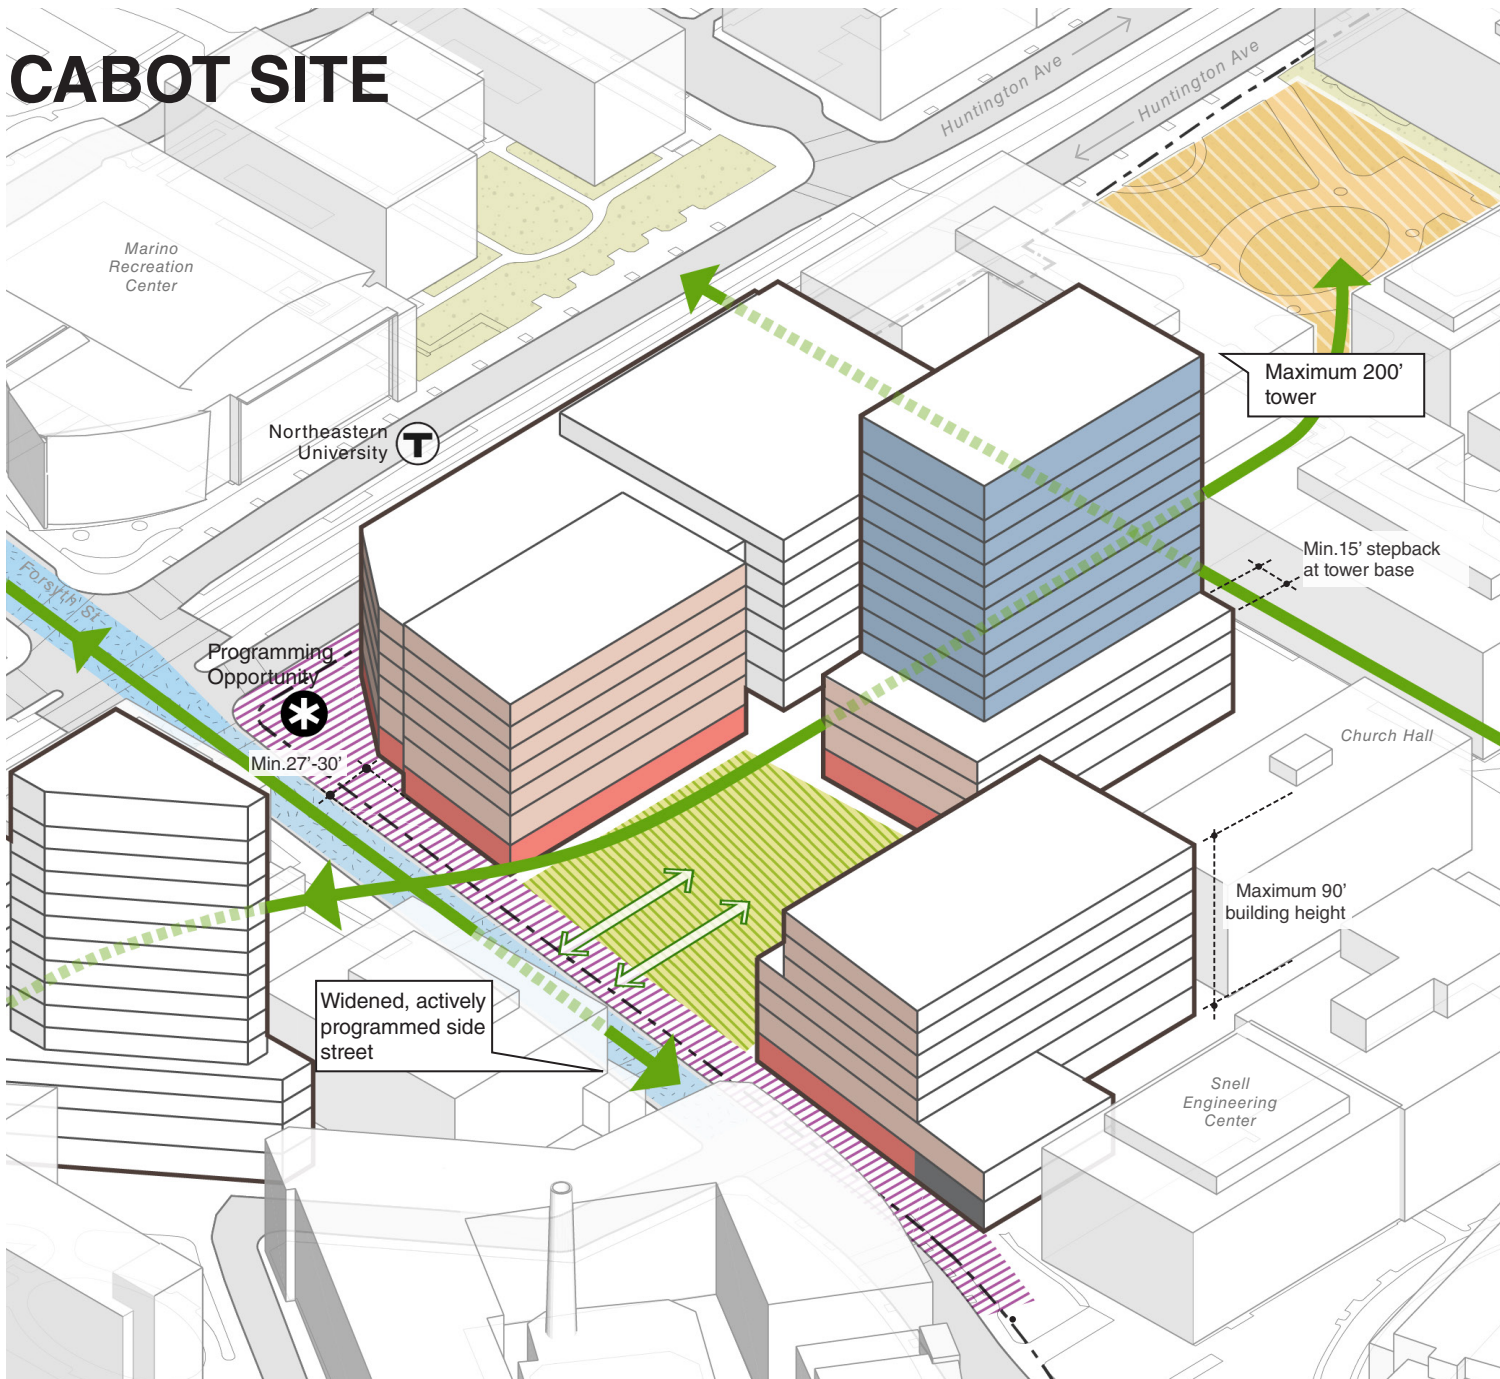 CABOT SITE
Huntington Ave
Huntington Ave
Marino
Recreation
Center
Maximum 200’
tower
Northeastern
University
T
Min.15’ stepback
at tower base
Forsyth St
Programming
Opportunity
Min.27’-30’
Church Hall
Maximum 90’
building height
Widened, actively
programmed side
street
Snell
Engineering
Center